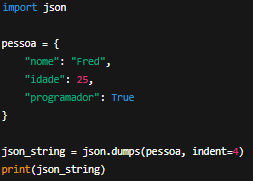 import json

pessoa = {
    "nome": "Fred",
    "idade": 25,
    "programador": True
}

json_string = json.dumps(pessoa, indent=4)
print(json_string)